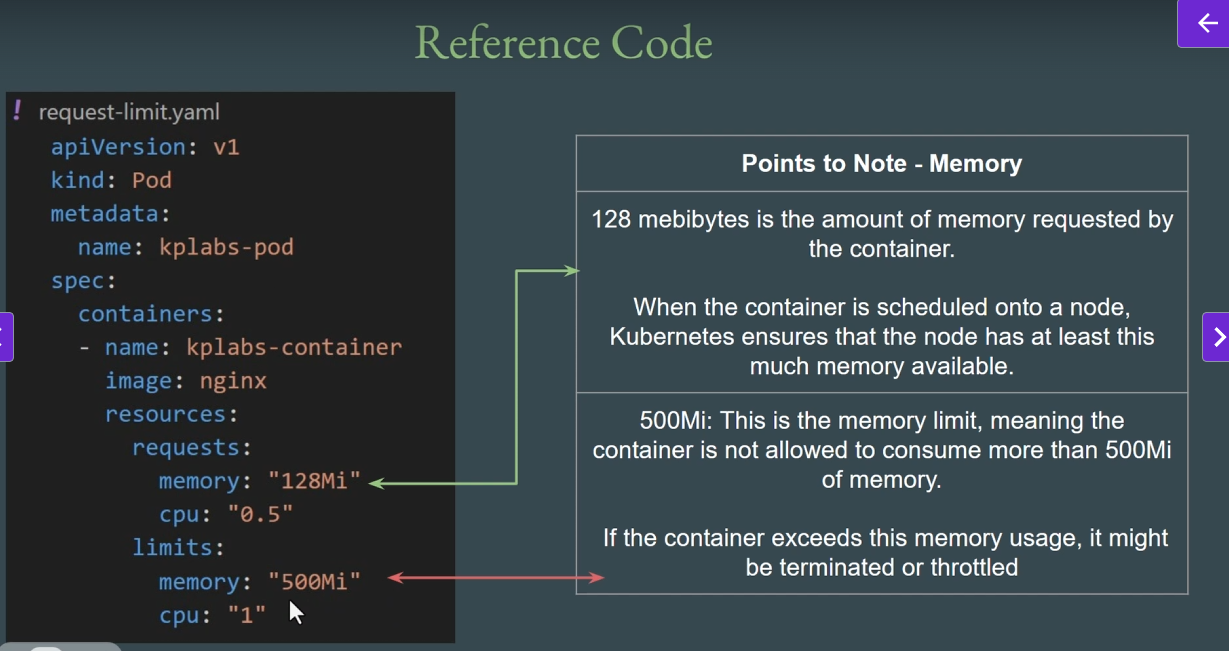 Reference Code
! request-limit.yaml
apiVersion: v1
kind: Pod
metadata:
  name: kplabs-pod
spec:
  containers:
  - name: kplabs-container
    image: nginx
    resources:
      requests:
        memory: "128Mi"
        cpu: "0.5"
      limits:
        memory: "500Mi"
        cpu: "1"
Points to Note - Memory
128 mebibytes is the amount of memory requested by
the container.
When the container is scheduled onto a node,
Kubernetes ensures that the node has at least this
much memory available.
500Mi: This is the memory limit, meaning the
container is not allowed to consume more than 500Mi
of memory.
If the container exceeds this memory usage, it might
be terminated or throttled